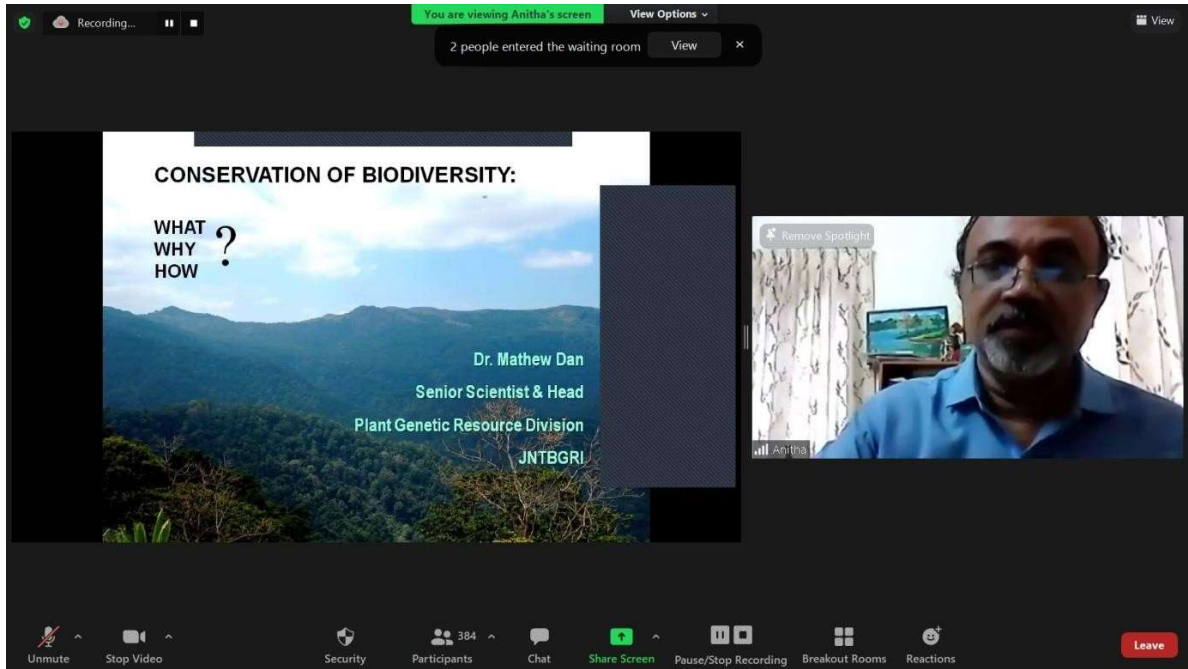 Recording...
You are viewing Anitha's screen
View Options
View
2 people entered the waiting room
View
CONSERVATION OF BIODIVERSITY:
WHAT
WHY
HOW
?
Dr. Mathew Dan
Senior Scientist & Head
Plant Genetic Resource Division
JNTBGRI
Remove Spotlight
Anitha
Unmute
Stop Video
Security
384
Participants
Chat
Share Screen
Pause/Stop Recording
Breakout Rooms
Reactions
Leave